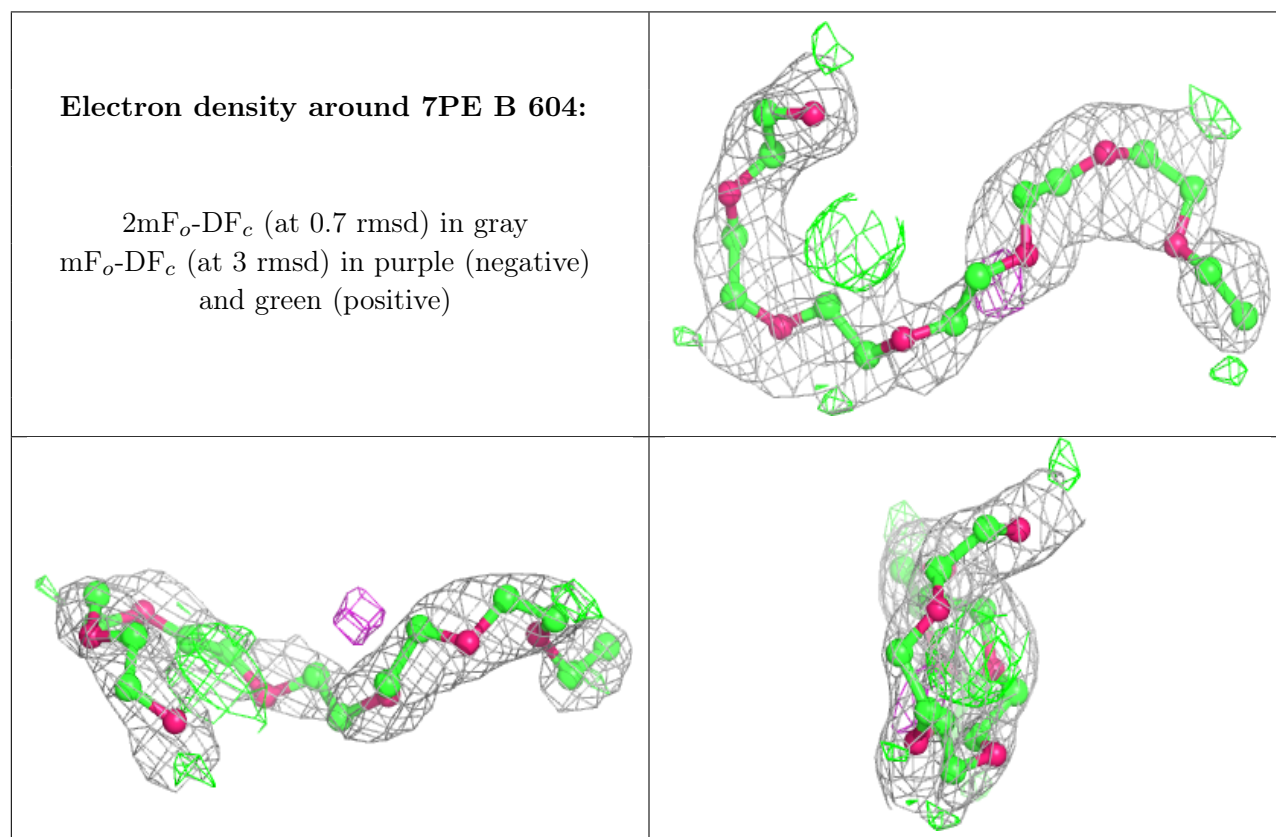 Electron density around 7PE B 604:
2mFo-DFc (at 0.7 rmsd) in gray
mFo-DFc (at 3 rmsd) in purple (negative)
and green (positive)